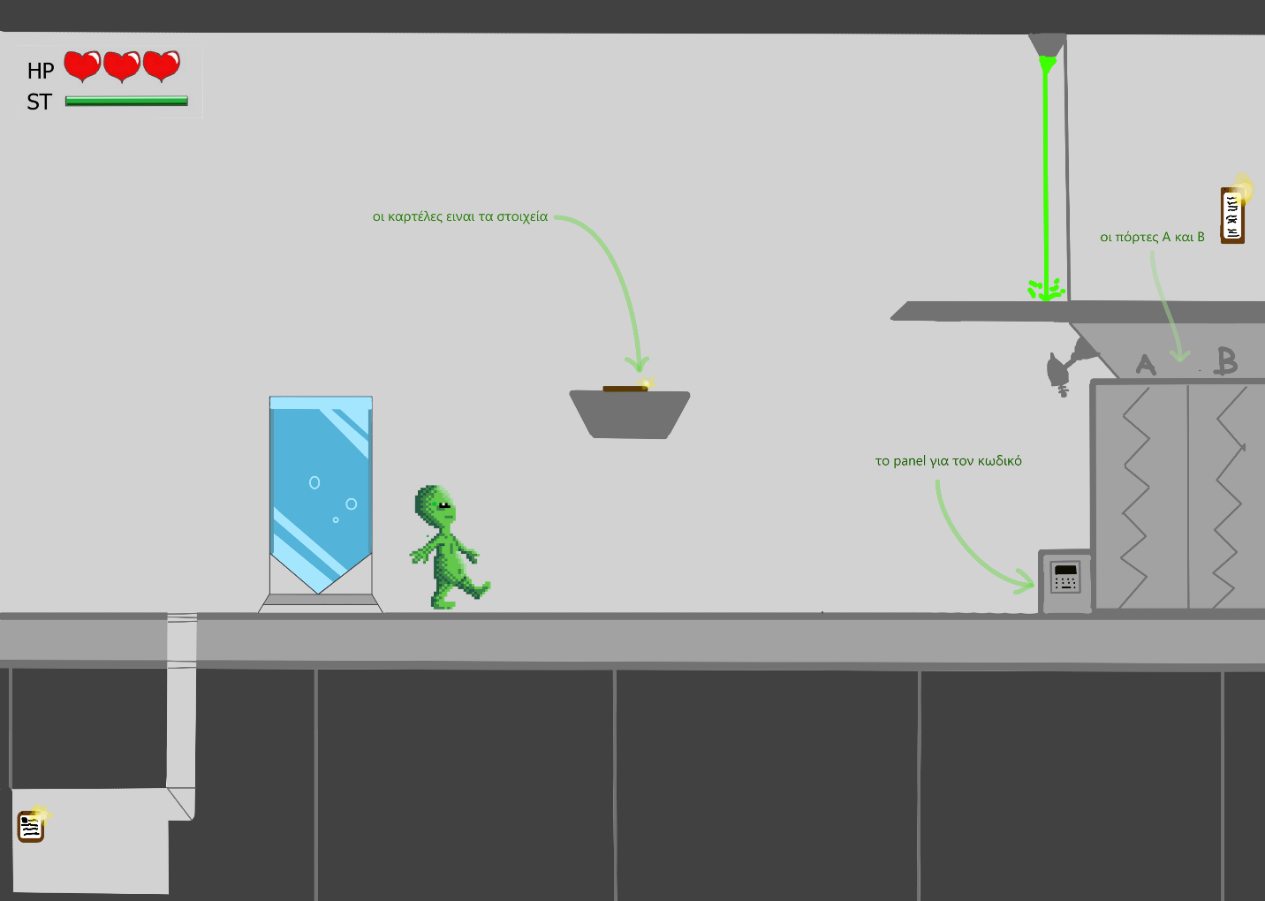 HP
ST
οι καρτέλες ειναι τα στοιχεία
οι πόρτες Α και Β
A B
το panel για τον κωδικό